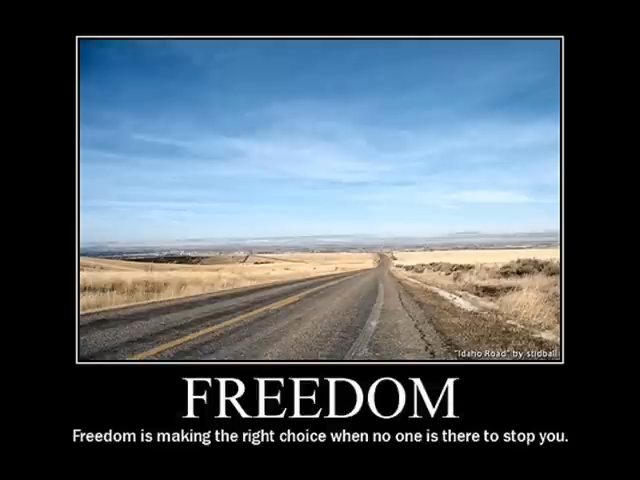 "Idaho Road" by stidball
FREEDOM
Freedom is making the right choice when no one is there to stop you.